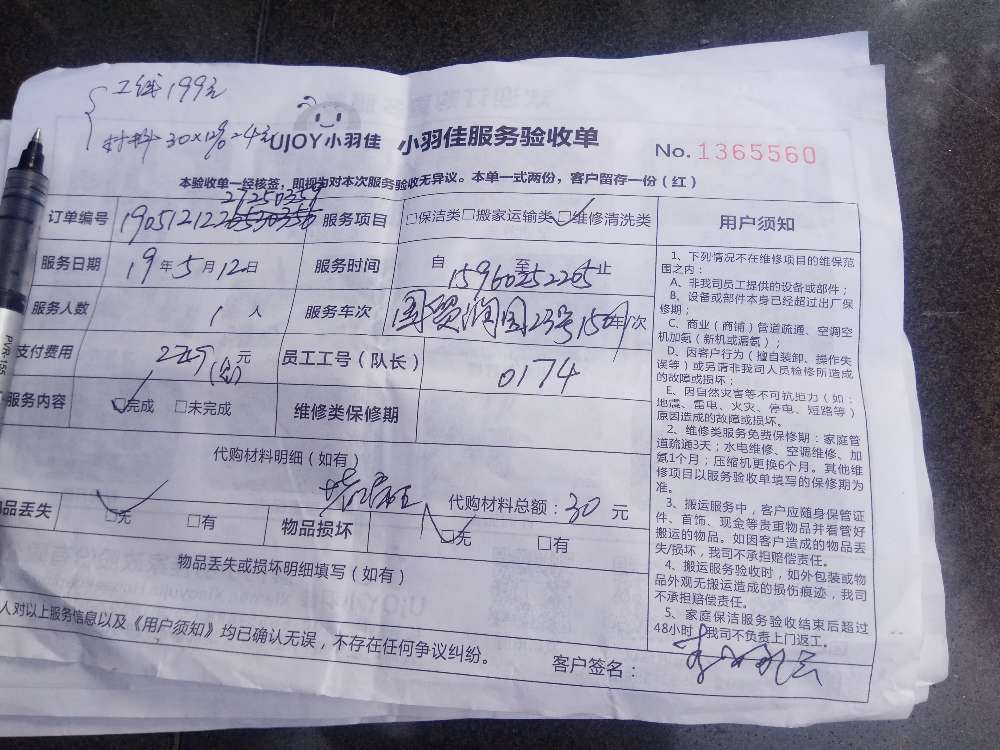 工钱199元
材料30×12%=4元
UJOY小羽佳 小羽佳服务验收单
No. 1365560
本验收单一经核签，即视为对本次服务验收无异议。本单一式两份，客户留存一份（红）
27250359
订单编号 190512122 服务项目 □保洁类□搬家运输类□维修清洗类 用户须知
服务日期 19年5月12日 服务时间 自 至 止
15960252265
服务人数 1 人 服务车次 国贸润园23号 年 次
支付费用 元 员工工号（队长） 0174
服务内容 □完成 □未完成 维修类保修期
代购材料明细（如有）
代购材料总额：30 元
品丢失 □无 □有 物品损坏 □无 □有
物品丢失或损坏明细填写（如有）
人对以上服务信息以及《用户须知》均已确认无误，不存在任何争议纠纷。
客户签名：
1、下列情况不在维修项目的维保范
围之内：
A、非我司员工提供的设备或部件；
B、设备或部件本身已经超过出厂保
修期；
C、商业（商铺）管道疏通、空调空
机加氨（新机或漏氨）；
D、因客户行为（擅自装卸、操作失
误等）或另请非我司人员检修所造成
的故障或损坏；
E、因自然灾害等不可抗拒力（如：
地震、雷电、火灾、停电、短路等）
原因造成的故障或损坏。
2、维修类服务免费保修期：家庭管
道疏通3天；水电维修、空调维修、加
氨1个月；压缩机更换6个月。其他维
修项目以服务验收单填写的保修期为
准。
3、搬运服务中，客户应随身保管证
件、首饰、现金等贵重物品并看管好
搬运的物品。如因客户造成的物品丢
失/损坏，我司不承担赔偿责任。
4、搬运服务验收时，如外包装或物
品外观无搬运造成的损伤痕迹，我司
不承担赔偿责任。
5、家庭保洁服务验收结束后超过
48小时，我司不负责上门返工。